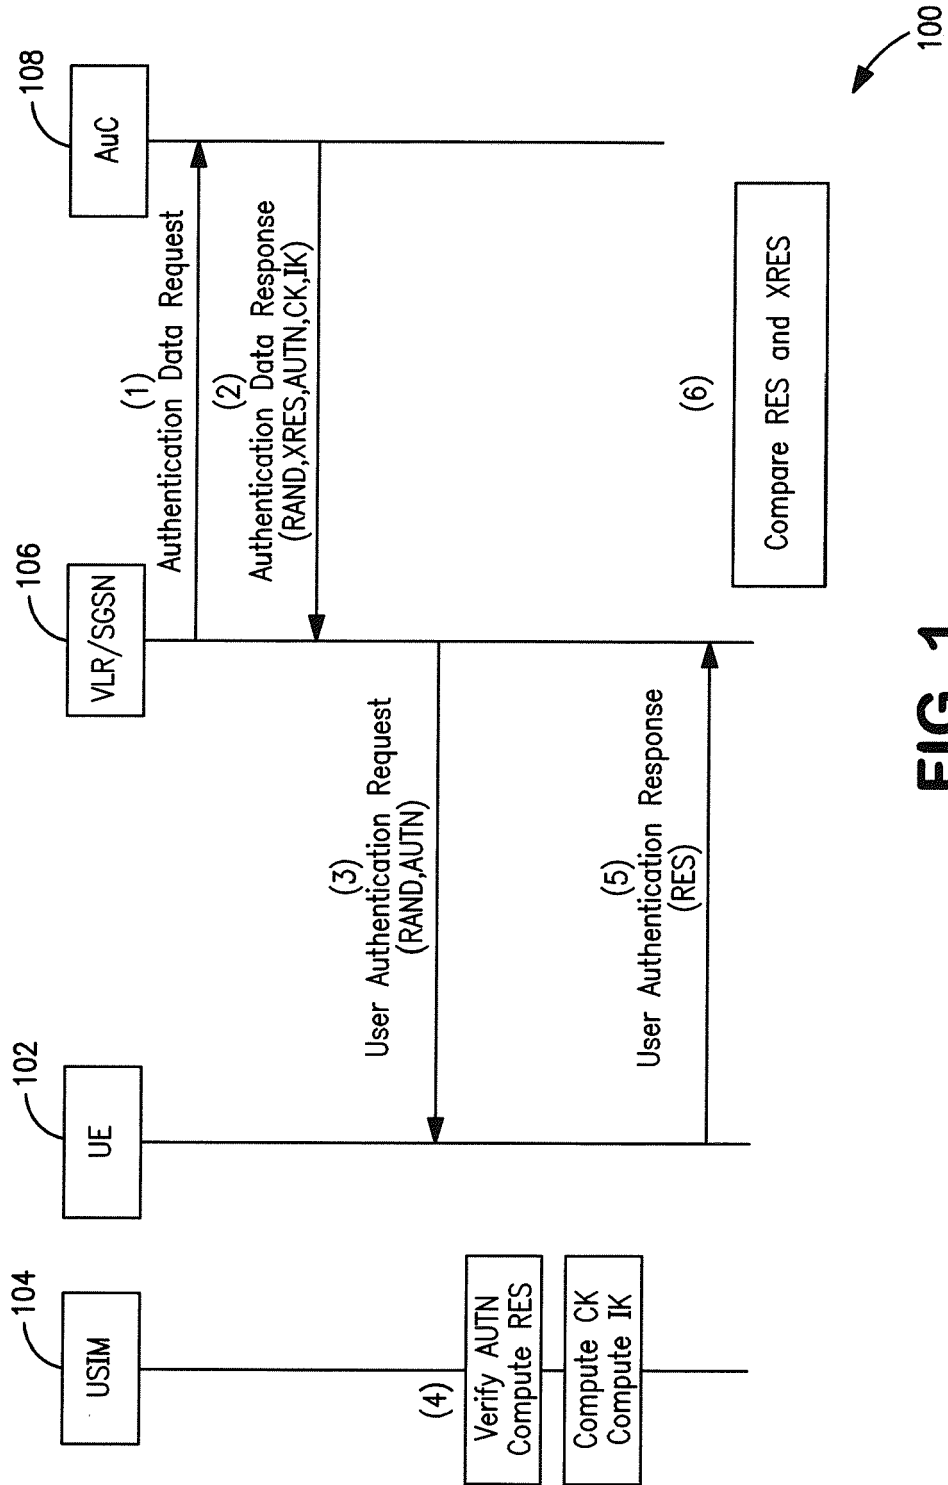 104
USIM
102
UE
106
VLR/SGSN
108
AuC
(1)
Authentication Data Request
(2)
Authentication Data Response
(RAND,XRES,AUTN,CK,IK)
(3)
User Authentication Request
(RAND,AUTN)
(4)
Verify AUTN
Compute RES
Compute CK
Compute IK
(5)
User Authentication Response
(RES)
(6)
Compare RES and XRES
100
FIG. 1